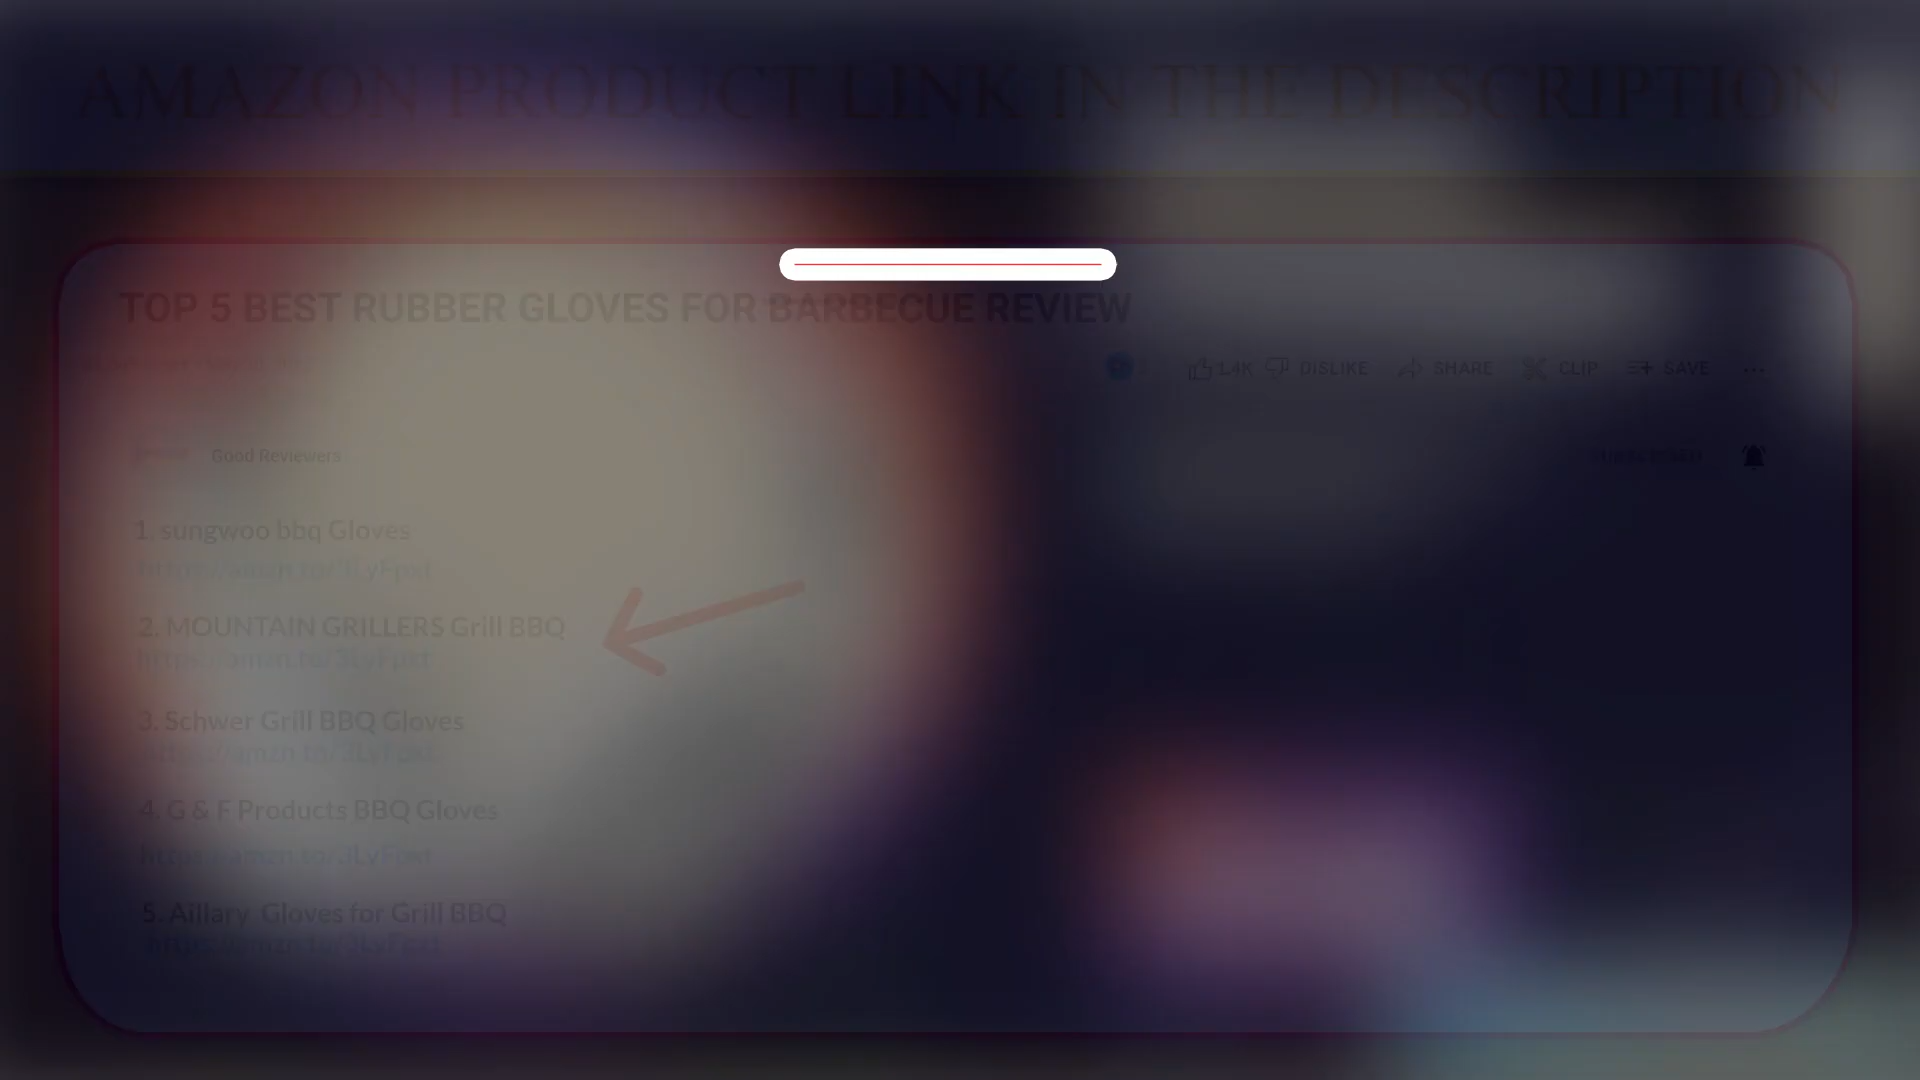 AMAZON PRODUCT LINK IN THE DESCRIPTION
TOP 5 BEST RUBBER GLOVES FOR BARBECUE REVIEW
1.4K DISLIKE SHARE CLIP SAVE ...
Good Reviewers
1. sungwoo bbq Gloves
2. MOUNTAIN GRILLERS Grill BBQ
3. Schwer Grill BBQ Gloves
4. G & F Products BBQ Gloves
5. Aillary Gloves for Grill BBQ